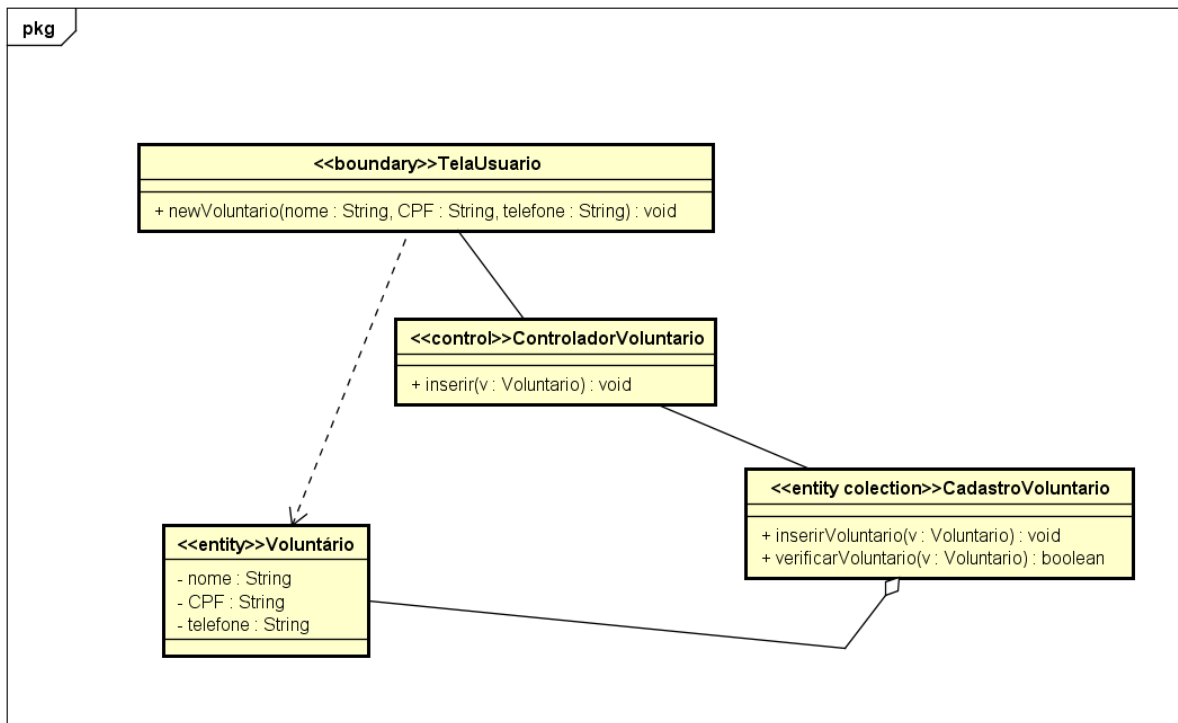 pkg
<<boundary>>TelaUsuario
+ newVoluntario(nome : String, CPF : String, telefone : String) : void
<<control>>ControladorVoluntario
+ inserir(v : Voluntario) : void
<<entity colection>>CadastroVoluntario
+ inserirVoluntario(v : Voluntario) : void
+ verificarVoluntario(v : Voluntario) : boolean
<<entity>>Voluntário
- nome : String
- CPF : String
- telefone : String